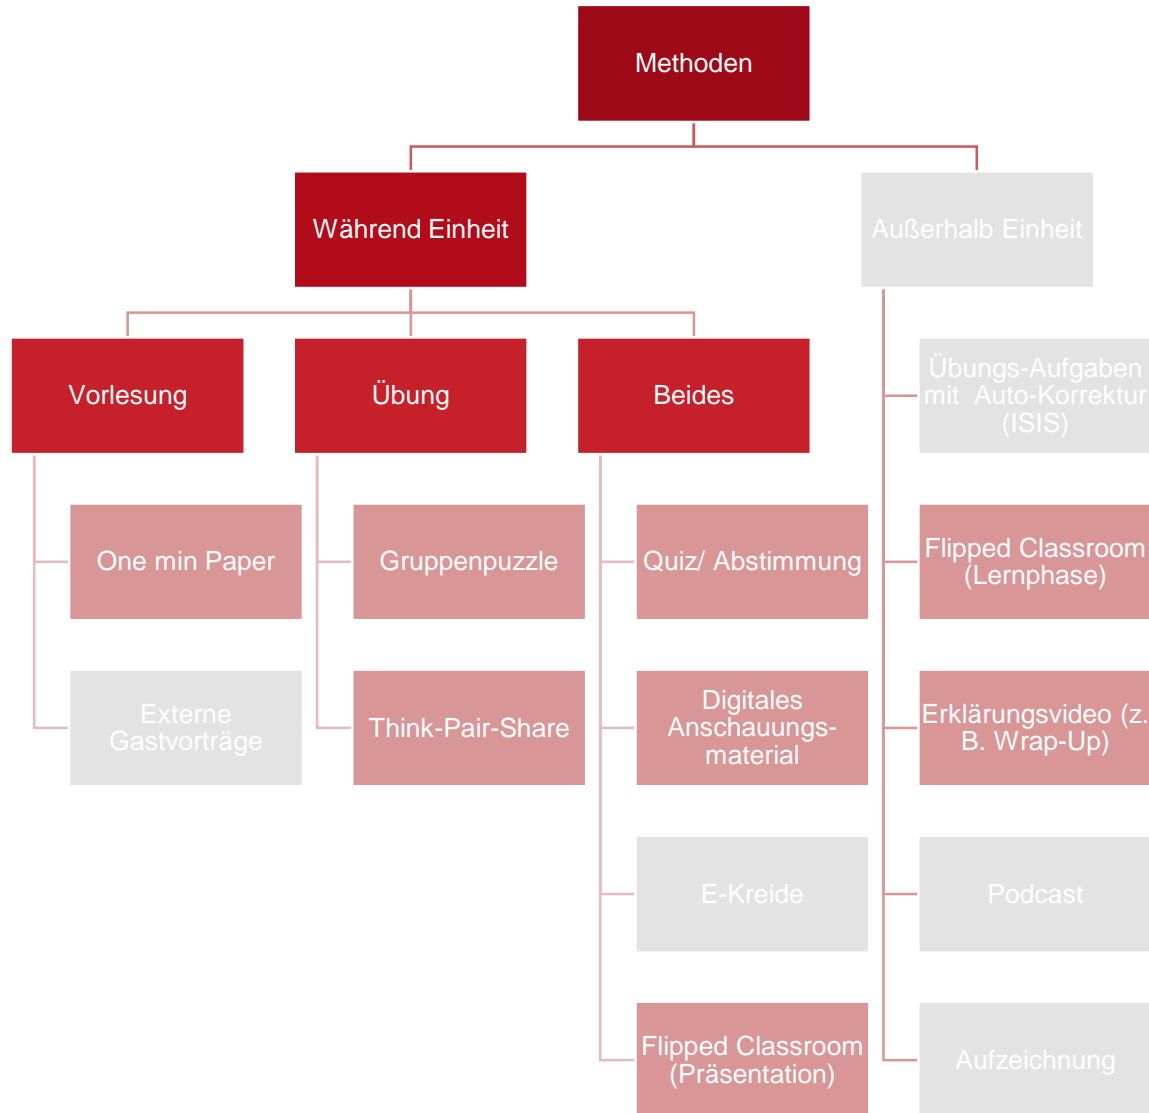 Methoden
Während Einheit
Außerhalb Einheit
Vorlesung
Übung
Beides
Übungs-Aufgaben
mit Auto-Korrektur
(ISIS)
One min Paper
Gruppenpuzzle
Quiz/ Abstimmung
Flipped Classroom
(Lernphase)
Externe
Gastvorträge
Think-Pair-Share
Digitales
Anschauungs-
material
Erklärungsvideo (z.
B. Wrap-Up)
E-Kreide
Podcast
Flipped Classroom
(Präsentation)
Aufzeichnung